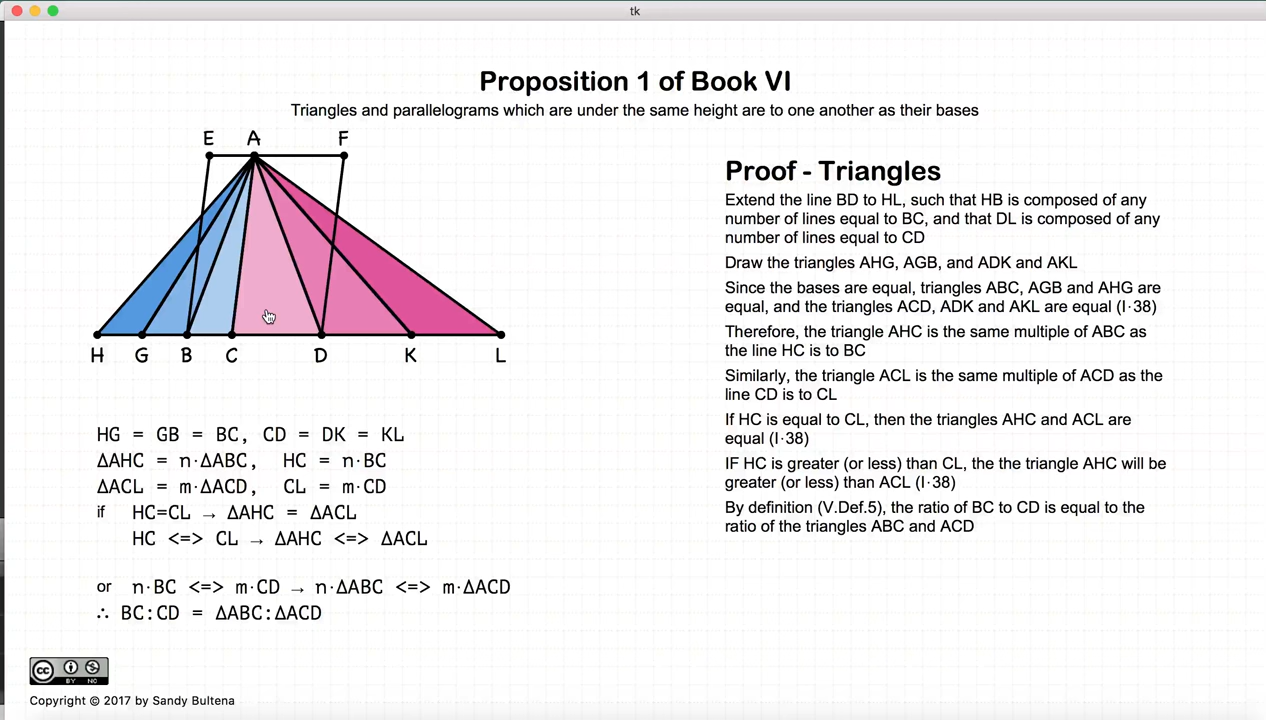 tk
Proposition 1 of Book VI
Triangles and parallelograms which are under the same height are to one another as their bases
E A F
H G B C D K L
HG = GB = BC, CD = DK = KL
ΔAHC = n·ΔABC, HC = n·BC
ΔACL = m·ΔACD, CL = m·CD
if HC=CL → ΔAHC = ΔACL
HC <=> CL → ΔAHC <=> ΔACL
or n·BC <=> m·CD → n·ΔABC <=> m·ΔACD
∴ BC:CD = ΔABC:ΔACD
Proof - Triangles
Extend the line BD to HL, such that HB is composed of any
number of lines equal to BC, and that DL is composed of any
number of lines equal to CD
Draw the triangles AHG, AGB, and ADK and AKL
Since the bases are equal, triangles ABC, AGB and AHG are
equal, and the triangles ACD, ADK and AKL are equal (I·38)
Therefore, the triangle AHC is the same multiple of ABC as
the line HC is to BC
Similarly, the triangle ACL is the same multiple of ACD as the
line CD is to CL
If HC is equal to CL, then the triangles AHC and ACL are
equal (I·38)
IF HC is greater (or less) than CL, the the triangle AHC will be
greater (or less) than ACL (I·38)
By definition (V.Def.5), the ratio of BC to CD is equal to the
ratio of the triangles ABC and ACD
cc BY NC
Copyright © 2017 by Sandy Bultena